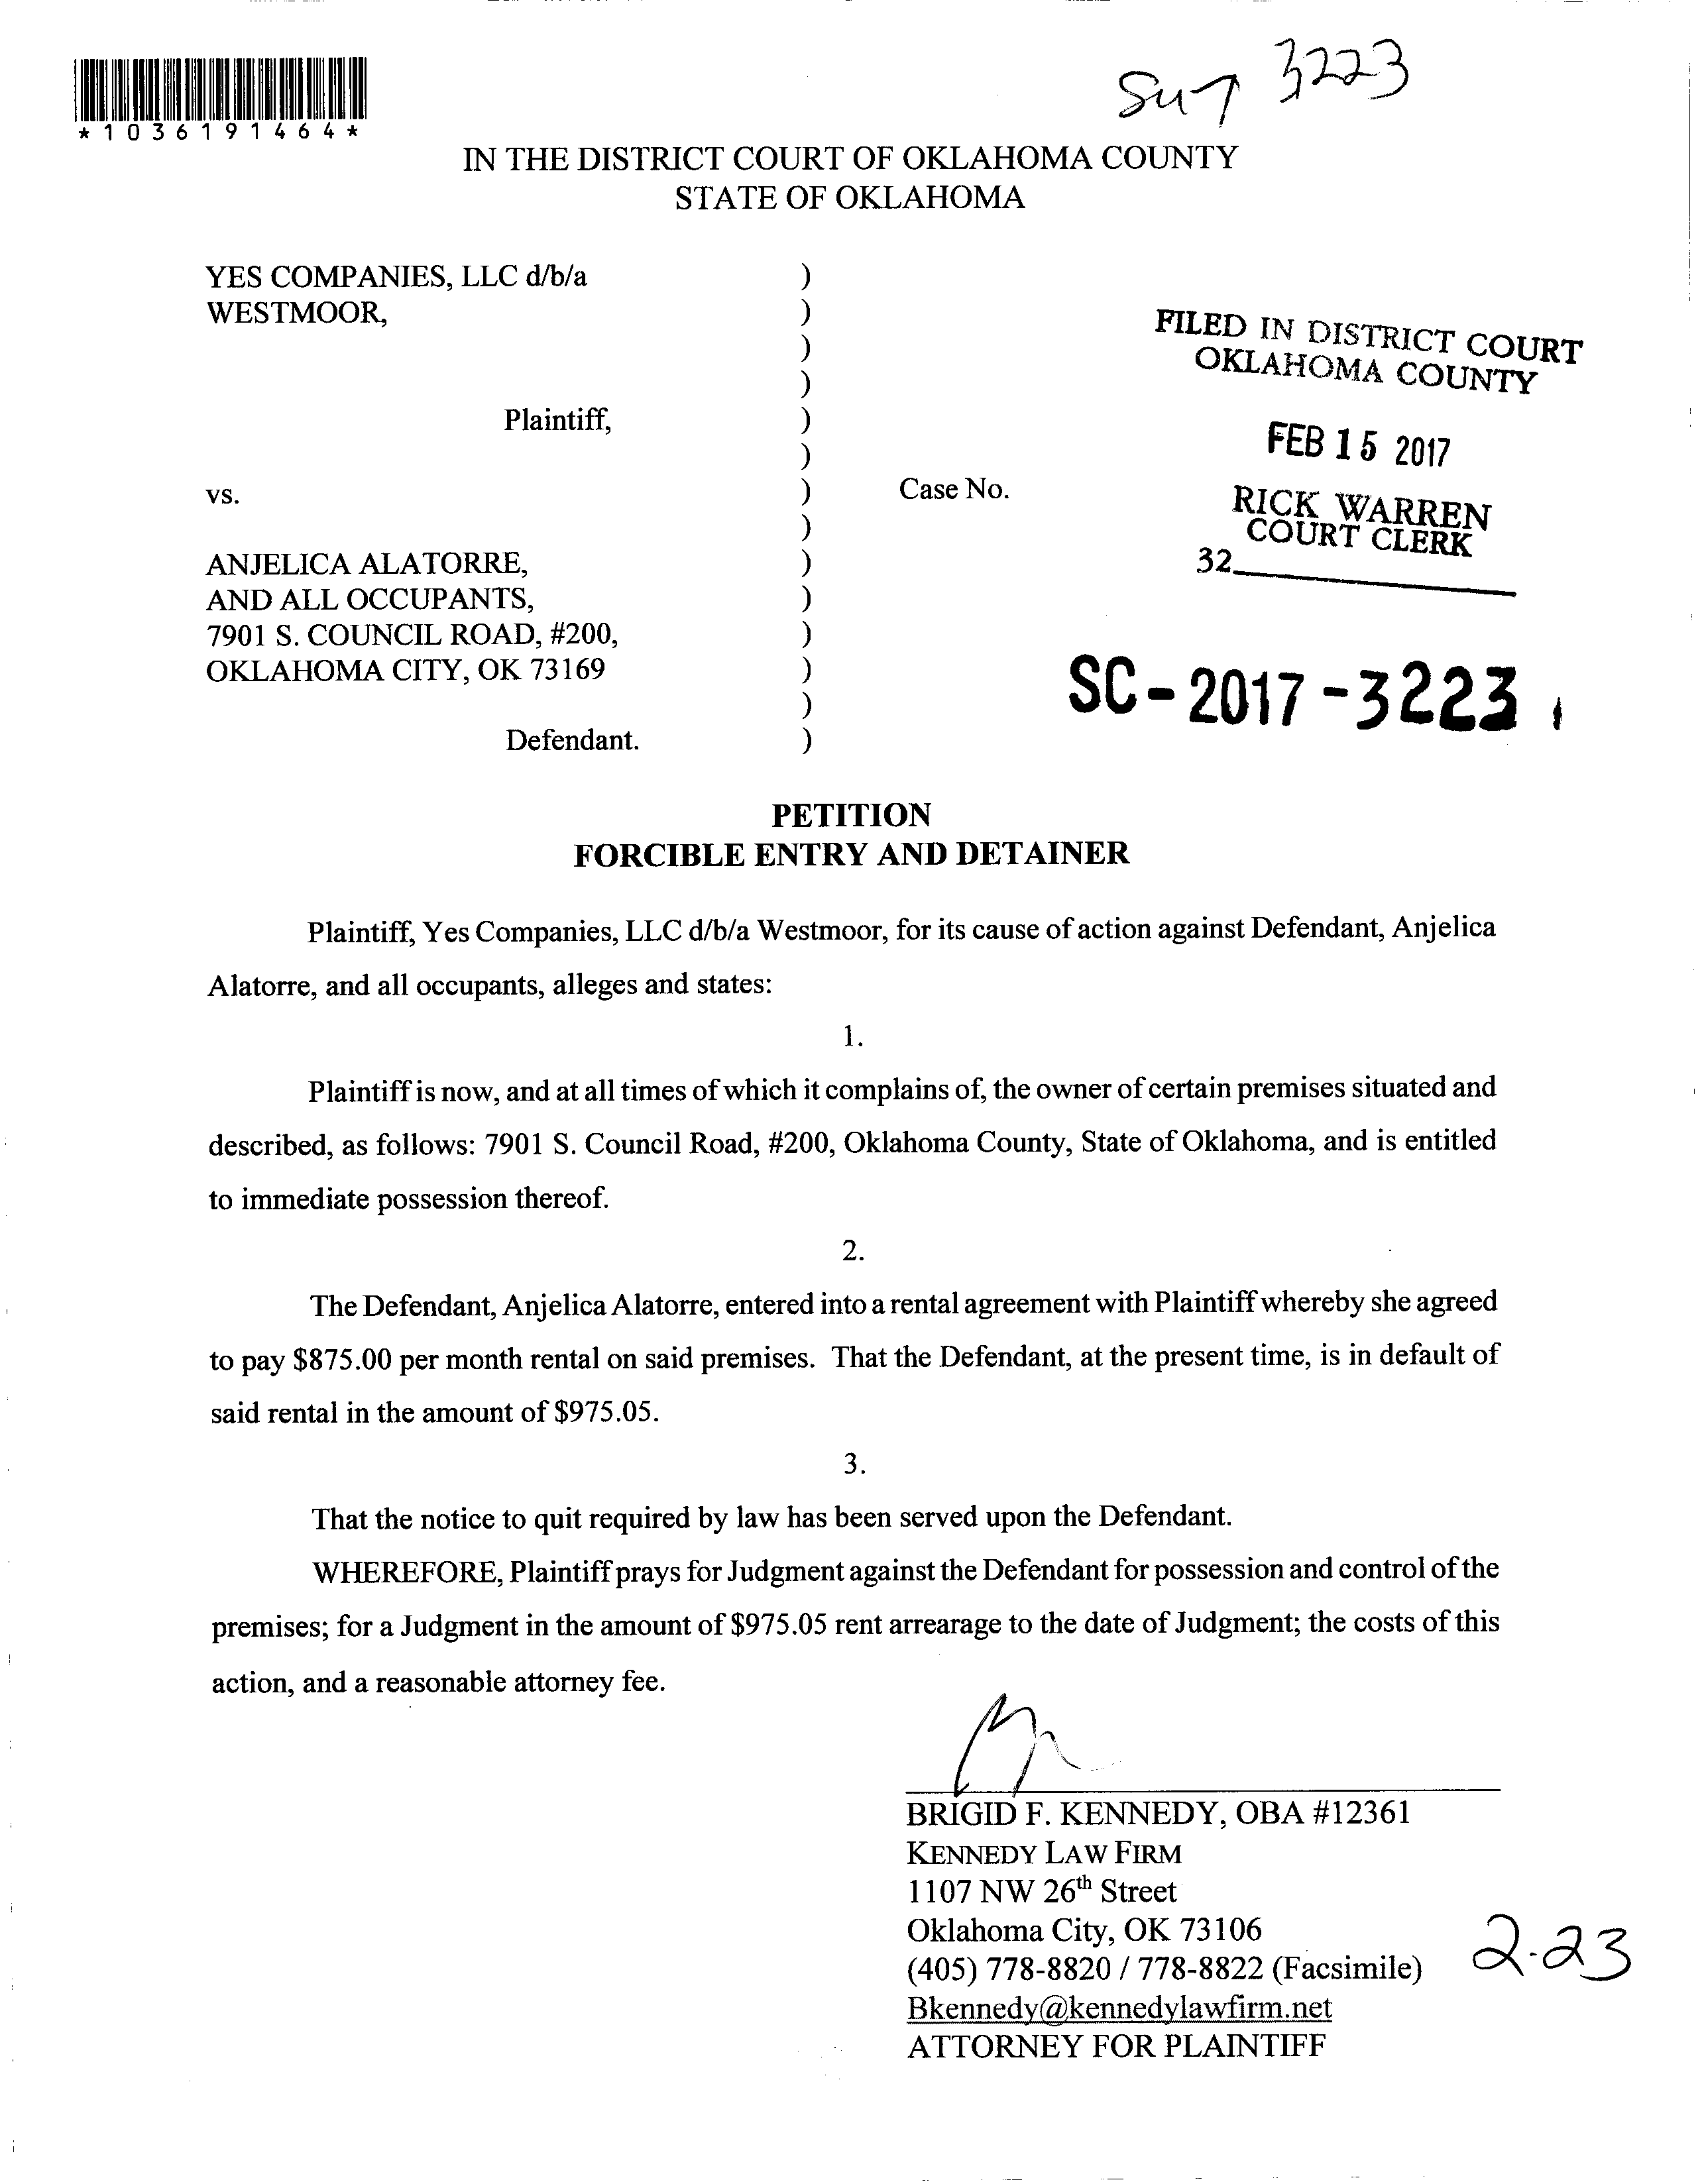 *1036191464*
3223
IN THE DISTRICT COURT OF OKLAHOMA COUNTY
STATE OF OKLAHOMA
YES COMPANIES, LLC d/b/a )
WESTMOOR, )
)
)
Plaintiff, )
)
vs. ) Case No.
)
ANJELICA ALATORRE, )
AND ALL OCCUPANTS, )
7901 S. COUNCIL ROAD, #200, )
OKLAHOMA CITY, OK 73169 )
)
Defendant. )
FILED IN DISTRICT COURT
OKLAHOMA COUNTY
FEB 15 2017
RICK WARREN
COURT CLERK
32
SC-2017-3223
PETITION
FORCIBLE ENTRY AND DETAINER
Plaintiff, Yes Companies, LLC d/b/a Westmoor, for its cause of action against Defendant, Anjelica
Alatorre, and all occupants, alleges and states:
1.
Plaintiff is now, and at all times of which it complains of, the owner of certain premises situated and
described, as follows: 7901 S. Council Road, #200, Oklahoma County, State of Oklahoma, and is entitled
to immediate possession thereof.
2.
The Defendant, Anjelica Alatorre, entered into a rental agreement with Plaintiff whereby she agreed
to pay $875.00 per month rental on said premises. That the Defendant, at the present time, is in default of
said rental in the amount of $975.05.
3.
That the notice to quit required by law has been served upon the Defendant.
WHEREFORE, Plaintiff prays for Judgment against the Defendant for possession and control of the
premises; for a Judgment in the amount of $975.05 rent arrearage to the date of Judgment; the costs of this
action, and a reasonable attorney fee.
BRIGID F. KENNEDY, OBA #12361
KENNEDY LAW FIRM
1107 NW 26th Street
Oklahoma City, OK 73106
(405) 778-8820 / 778-8822 (Facsimile)
Bkennedy@kennedylawfirm.net
ATTORNEY FOR PLAINTIFF
2-23